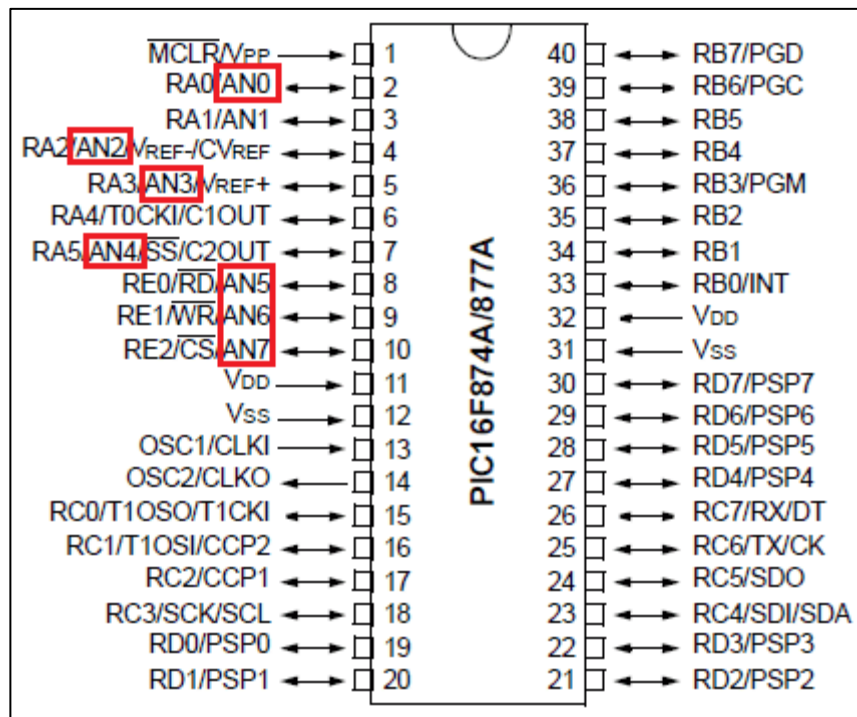 MCLR/VPP 1 40 RB7/PGD
RA0/AN0 2 39 RB6/PGC
RA1/AN1 3 38 RB5
RA2/AN2/VREF-/CVREF 4 37 RB4
RA3/AN3/VREF+ 5 36 RB3/PGM
RA4/T0CKI/C1OUT 6 35 RB2
RA5/AN4/SS/C2OUT 7 34 RB1
RE0/RD/AN5 8 33 RB0/INT
RE1/WR/AN6 9 32 VDD
RE2/CS/AN7 10 31 VSS
VDD 11 30 RD7/PSP7
VSS 12 29 RD6/PSP6
OSC1/CLKI 13 28 RD5/PSP5
OSC2/CLKO 14 27 RD4/PSP4
RC0/T1OSO/T1CKI 15 26 RC7/RX/DT
RC1/T1OSI/CCP2 16 25 RC6/TX/CK
RC2/CCP1 17 24 RC5/SDO
RC3/SCK/SCL 18 23 RC4/SDI/SDA
RD0/PSP0 19 22 RD3/PSP3
RD1/PSP1 20 21 RD2/PSP2
PIC16F874A/877A